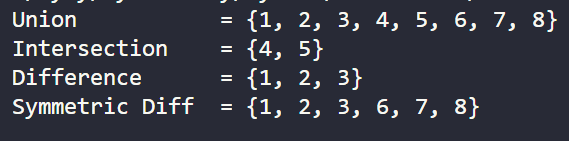 Union            = {1, 2, 3, 4, 5, 6, 7, 8}
Intersection     = {4, 5}
Difference       = {1, 2, 3}
Symmetric Diff   = {1, 2, 3, 6, 7, 8}